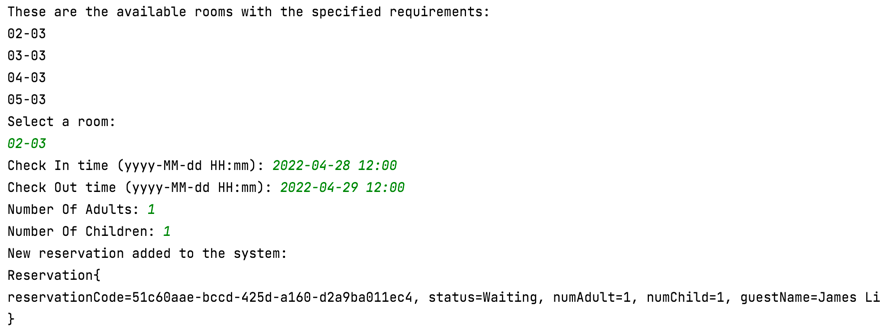 These are the available rooms with the specified requirements:
02-03
03-03
04-03
05-03
Select a room:
02-03
Check In time (yyyy-MM-dd HH:mm): 2022-04-28 12:00
Check Out time (yyyy-MM-dd HH:mm): 2022-04-29 12:00
Number Of Adults: 1
Number Of Children: 1
New reservation added to the system:
Reservation{
reservationCode=51c60aae-bccd-425d-a160-d2a9ba011ec4, status=Waiting, numAdult=1, numChild=1, guestName=James Li
}